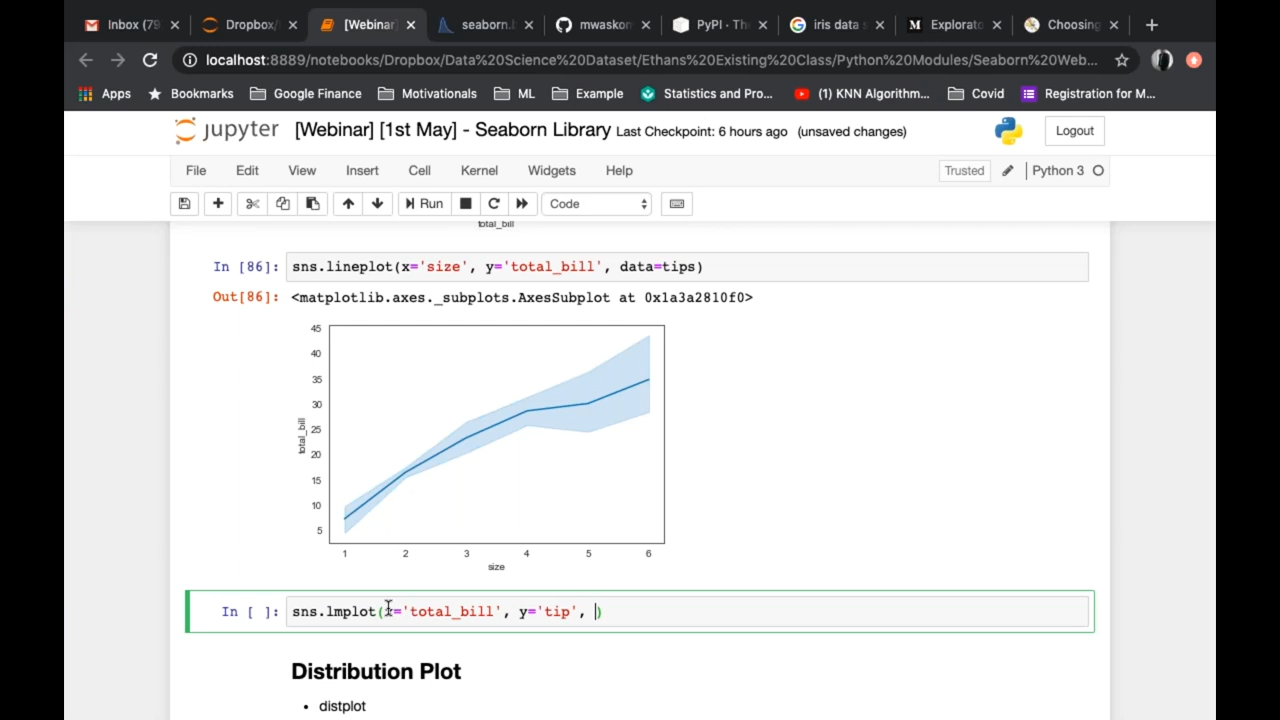 Inbox (79
Dropbox/
[Webinar
seaborn.b
mwaskon
PyPI · Th
iris data s
Explorato
Choosing
localhost:8889/notebooks/Dropbox/Data%20Science%20Dataset/Ethans%20Existing%20Class/Python%20Modules/Seaborn%20Web...
Apps
Bookmarks
Google Finance
Motivationals
ML
Example
Statistics and Pro...
(1) KNN Algorithm...
Covid
Registration for M...
jupyter [Webinar] [1st May] - Seaborn Library Last Checkpoint: 6 hours ago (unsaved changes)
Logout
File Edit View Insert Cell Kernel Widgets Help
Trusted
Python 3
Run
Code
total_bill
In [86]: sns.lineplot(x='size', y='total_bill', data=tips)
Out[86]: <matplotlib.axes._subplots.AxesSubplot at 0x1a3a2810f0>
45
40
35
30
25
20
15
10
5
total_bill
1 2 3 4 5 6
size
In [ ]: sns.lmplot(x='total_bill', y='tip', )
Distribution Plot
• distplot